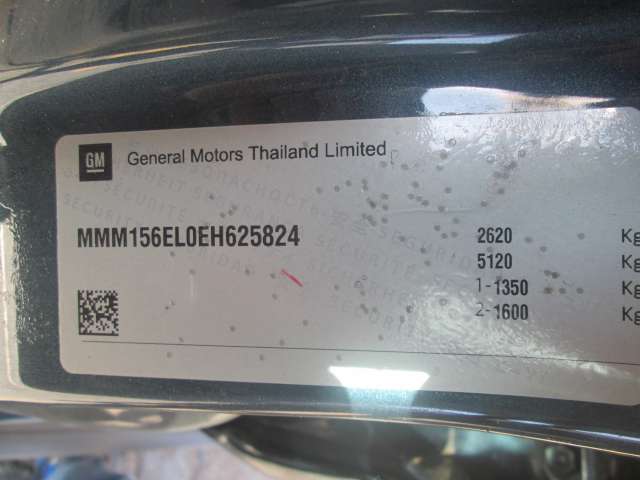 GM
General Motors Thailand Limited
MMM156EL0EH625824
2620 Kg
5120 Kg
1-1350 Kg
2-1600 Kg